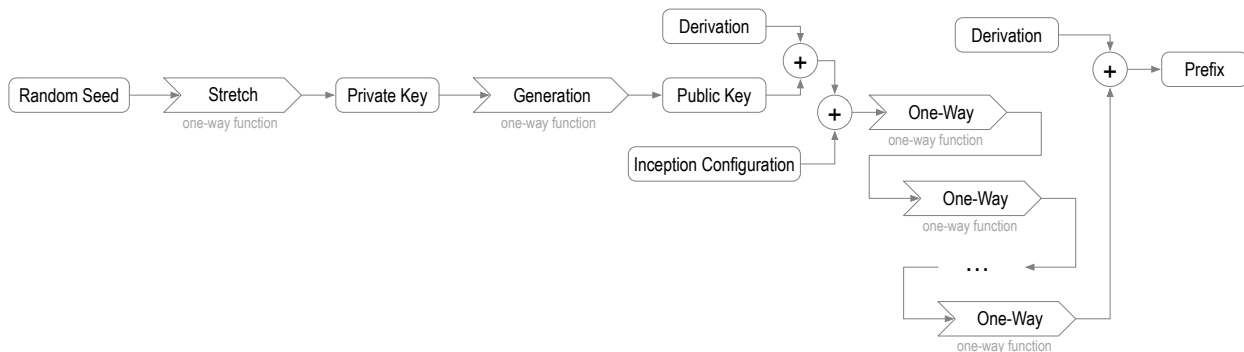 Derivation
Derivation
+
+
Prefix
Random Seed
Stretch
Private Key
Generation
Public Key
one-way function
one-way function
+
One-Way
one-way function
Inception Configuration
One-Way
one-way function
...
One-Way
one-way function